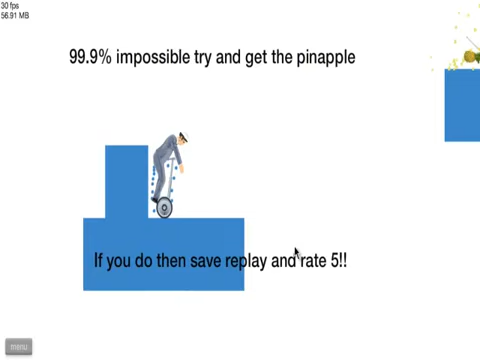 30 fps
56.91 MB
99.9% impossible try and get the pinapple
If you do then save replay and rate 5!!
menu